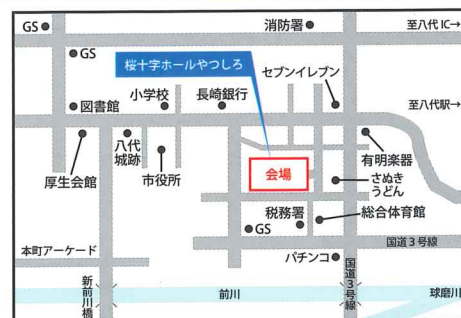 GS
消防署
至八代IC→
GS
桜十字ホールやつしろ
セブンイレブン
小学校
長崎銀行
図書館
至八代駅→
厚生会館
八代
城跡
市役所
会場
有明楽器
さぬき
うどん
税務署
総合体育館
GS
国道3号線
本町アーケード
パチンコ
新前川橋
前川
国道3号線
球磨川